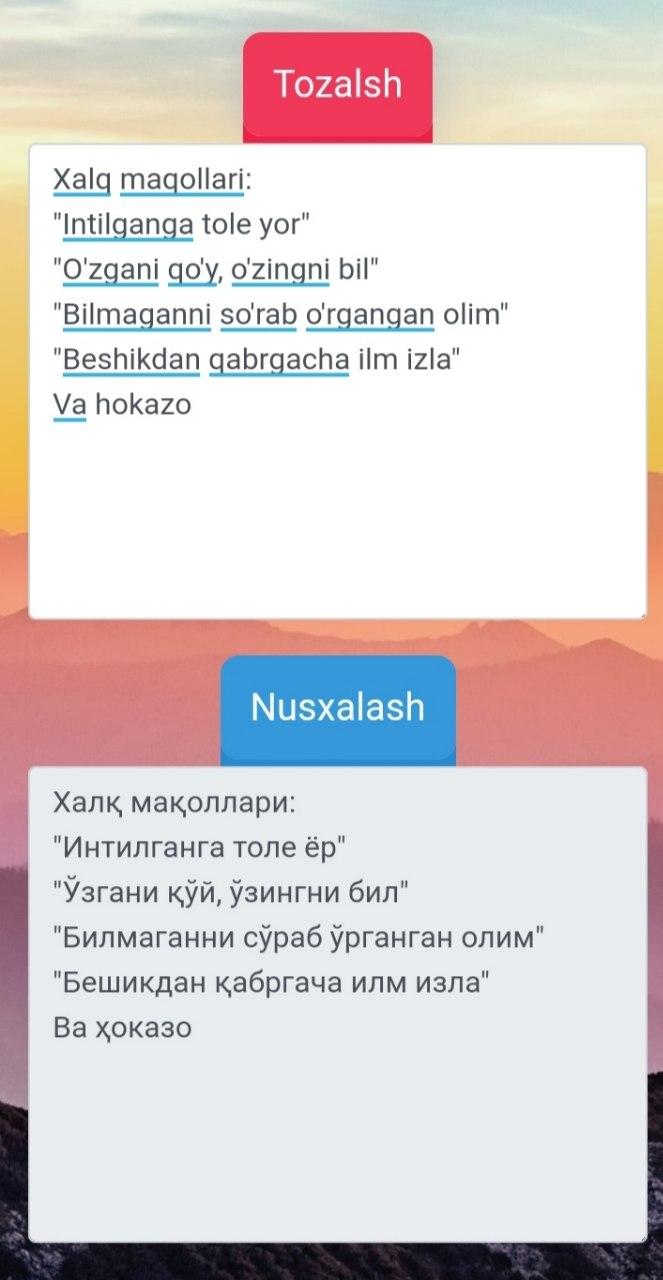 Tozalsh
Xalq maqollari:
"Intilganga tole yor"
"O'zgani qo'y, o'zingni bil"
"Bilmaganni so'rab o'rgangan olim"
"Beshikdan qabrgacha ilm izla"
Va hokazo
Nusxalash
Халқ мақоллари:
"Интилганга толе ёр"
"Ўзгани қўй, ўзингни бил"
"Билмаганни сўраб ўрганган олим"
"Бешикдан қабргача илм изла"
Ва ҳоказо